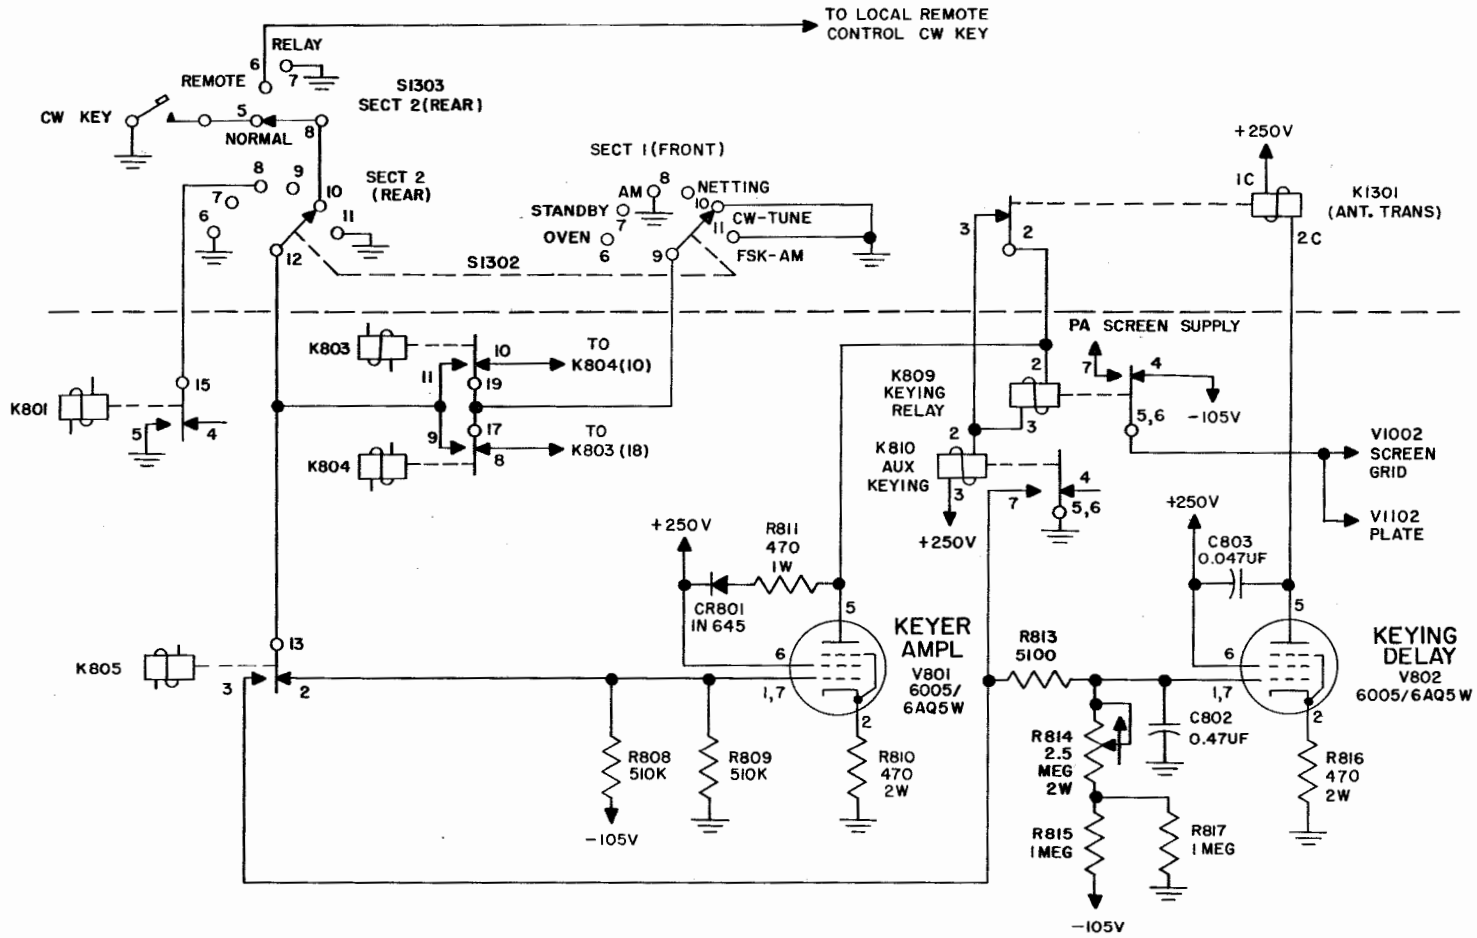 TO LOCAL REMOTE
CONTROL CW KEY
RELAY
6
7
REMOTE
S1303
SECT 2 (REAR)
CW KEY
5
8
NORMAL
+250V
SECT 1 (FRONT)
8
9
SECT 2
(REAR)
10
7
6
11
12
AM
8
NETTING
STANDBY
7
10
CW-TUNE
OVEN
6
9
11
FSK-AM
S1302
1C
K1301
(ANT. TRANS)
2C
3
2
K803
10
TO
K804(10)
11
19
K801
15
5
4
9
17
TO
K803 (18)
8
K804
PA SCREEN SUPPLY
7
4
-105V
5,6
K809
KEYING
RELAY
2
3
K810
AUX
KEYING
2
3
+250V
7
4
5,6
V1002
SCREEN
GRID
V1102
PLATE
+250V
R811
470
1W
CR801
IN 645
5
6
1,7
2
KEYER
AMPL
V801
6005/
6AQ5W
+250V
C803
0.047UF
5
6
1,7
2
KEYING
DELAY
V802
6005/6AQ5W
13
K805
3
2
R808
510K
-105V
R809
510K
R810
470
2W
R813
5100
R814
2.5
MEG
2W
C802
0.47UF
R816
470
2W
R815
1MEG
R817
1MEG
-105V